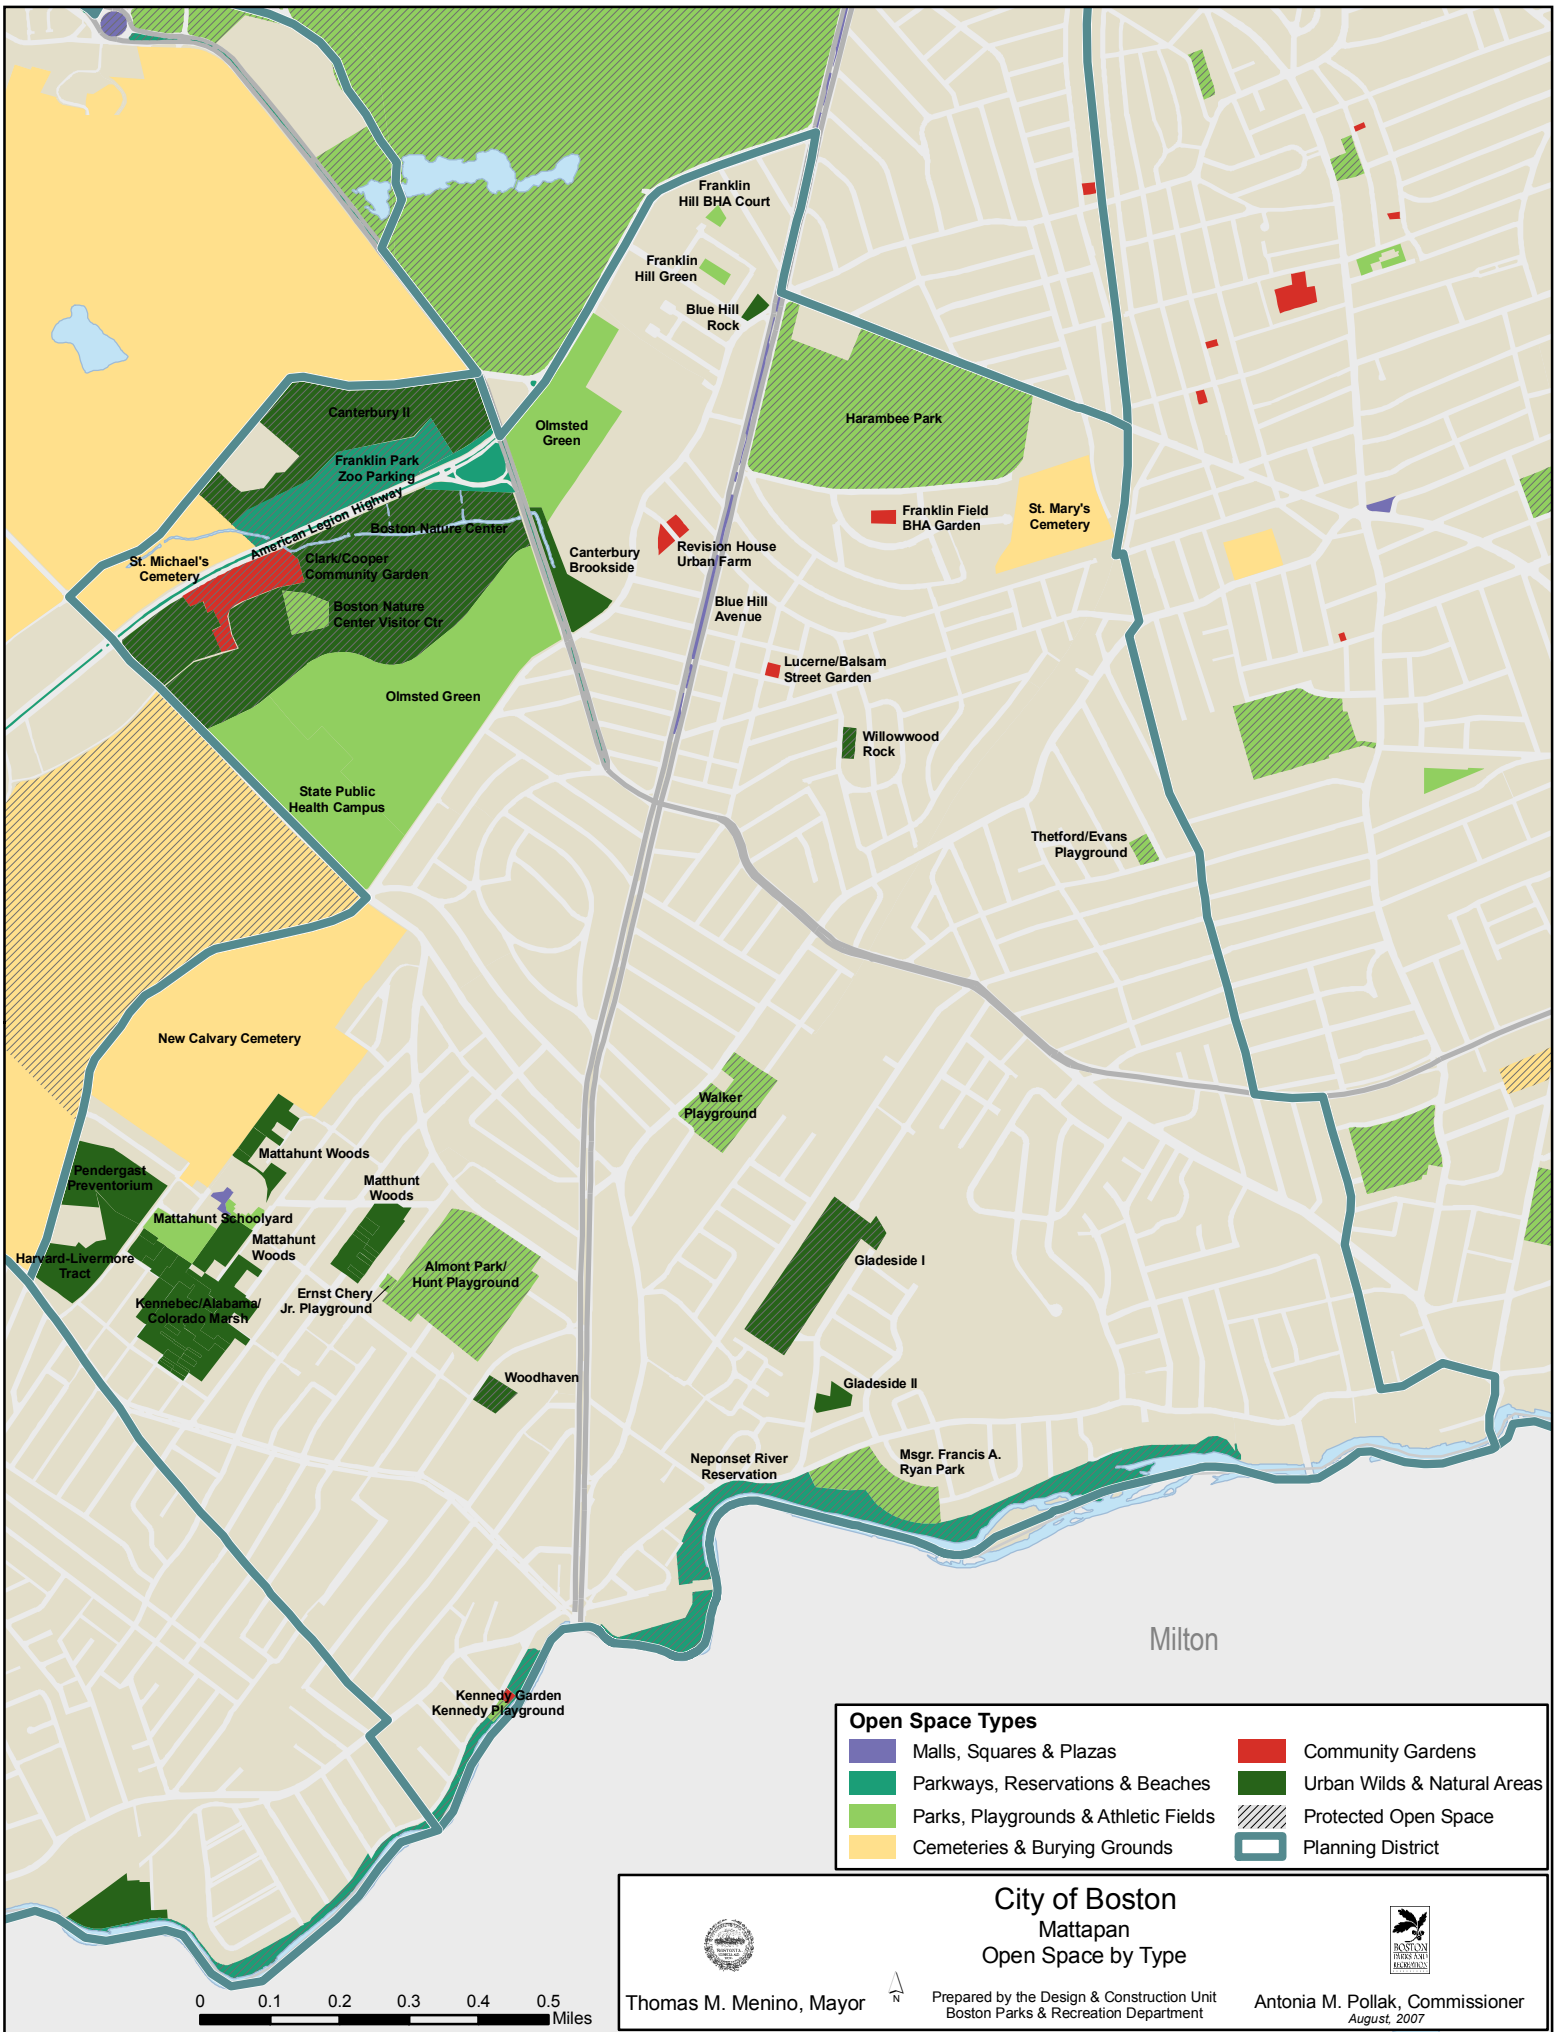 Franklin
Hill BHA Court
Franklin
Hill Green
Blue Hill
Rock
Canterbury II
Olmsted
Green
Harambee Park
Franklin Park
Zoo Parking
American Legion Highway
Boston Nature Center
Franklin Field
BHA Garden
St. Mary's
Cemetery
St. Michael's
Cemetery
Clark/Cooper
Community Garden
Canterbury
Brookside
Revision House
Urban Farm
Boston Nature
Center Visitor Ctr
Blue Hill
Avenue
Lucerne/Balsam
Street Garden
Olmsted Green
Willowwood
Rock
State Public
Health Campus
Thetford/Evans
Playground
New Calvary Cemetery
Walker
Playground
Mattahunt Woods
Pendergast
Preventorium
Matthunt
Woods
Mattahunt Schoolyard
Mattahunt
Woods
Harvard-Livermore
Tract
Almont Park/
Hunt Playground
Gladeside I
Ernst Chery
Jr. Playground
Kennebec/Alabama/
Colorado Marsh
Woodhaven
Gladeside II
Neponset River
Reservation
Msgr. Francis A.
Ryan Park
Milton
Kennedy Garden
Kennedy Playground
Open Space Types
Malls, Squares & Plazas
Parkways, Reservations & Beaches
Parks, Playgrounds & Athletic Fields
Cemeteries & Burying Grounds
Community Gardens
Urban Wilds & Natural Areas
Protected Open Space
Planning District
City of Boston
Mattapan
Open Space by Type
Thomas M. Menino, Mayor
N
Prepared by the Design & Construction Unit
Boston Parks & Recreation Department
BOSTON
PARKS AND
RECREATION
Antonia M. Pollak, Commissioner
August, 2007
0 0.1 0.2 0.3 0.4 0.5
Miles